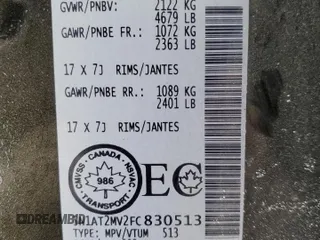 GVWR/PNBV: 2122 KG
4679 LB
GAWR/PNBE FR.: 1072 KG
2363 LB
17 X 7J RIMS/JANTES
GAWR/PNBE RR.: 1089 KG
2401 LB
17 X 7J RIMS/JANTES
CANADA
CMVSS NSVAC
986
TRANSPORT
EC
1AT2MV2FC830513
TYPE: MPV/VTUM 513
DREAMBID